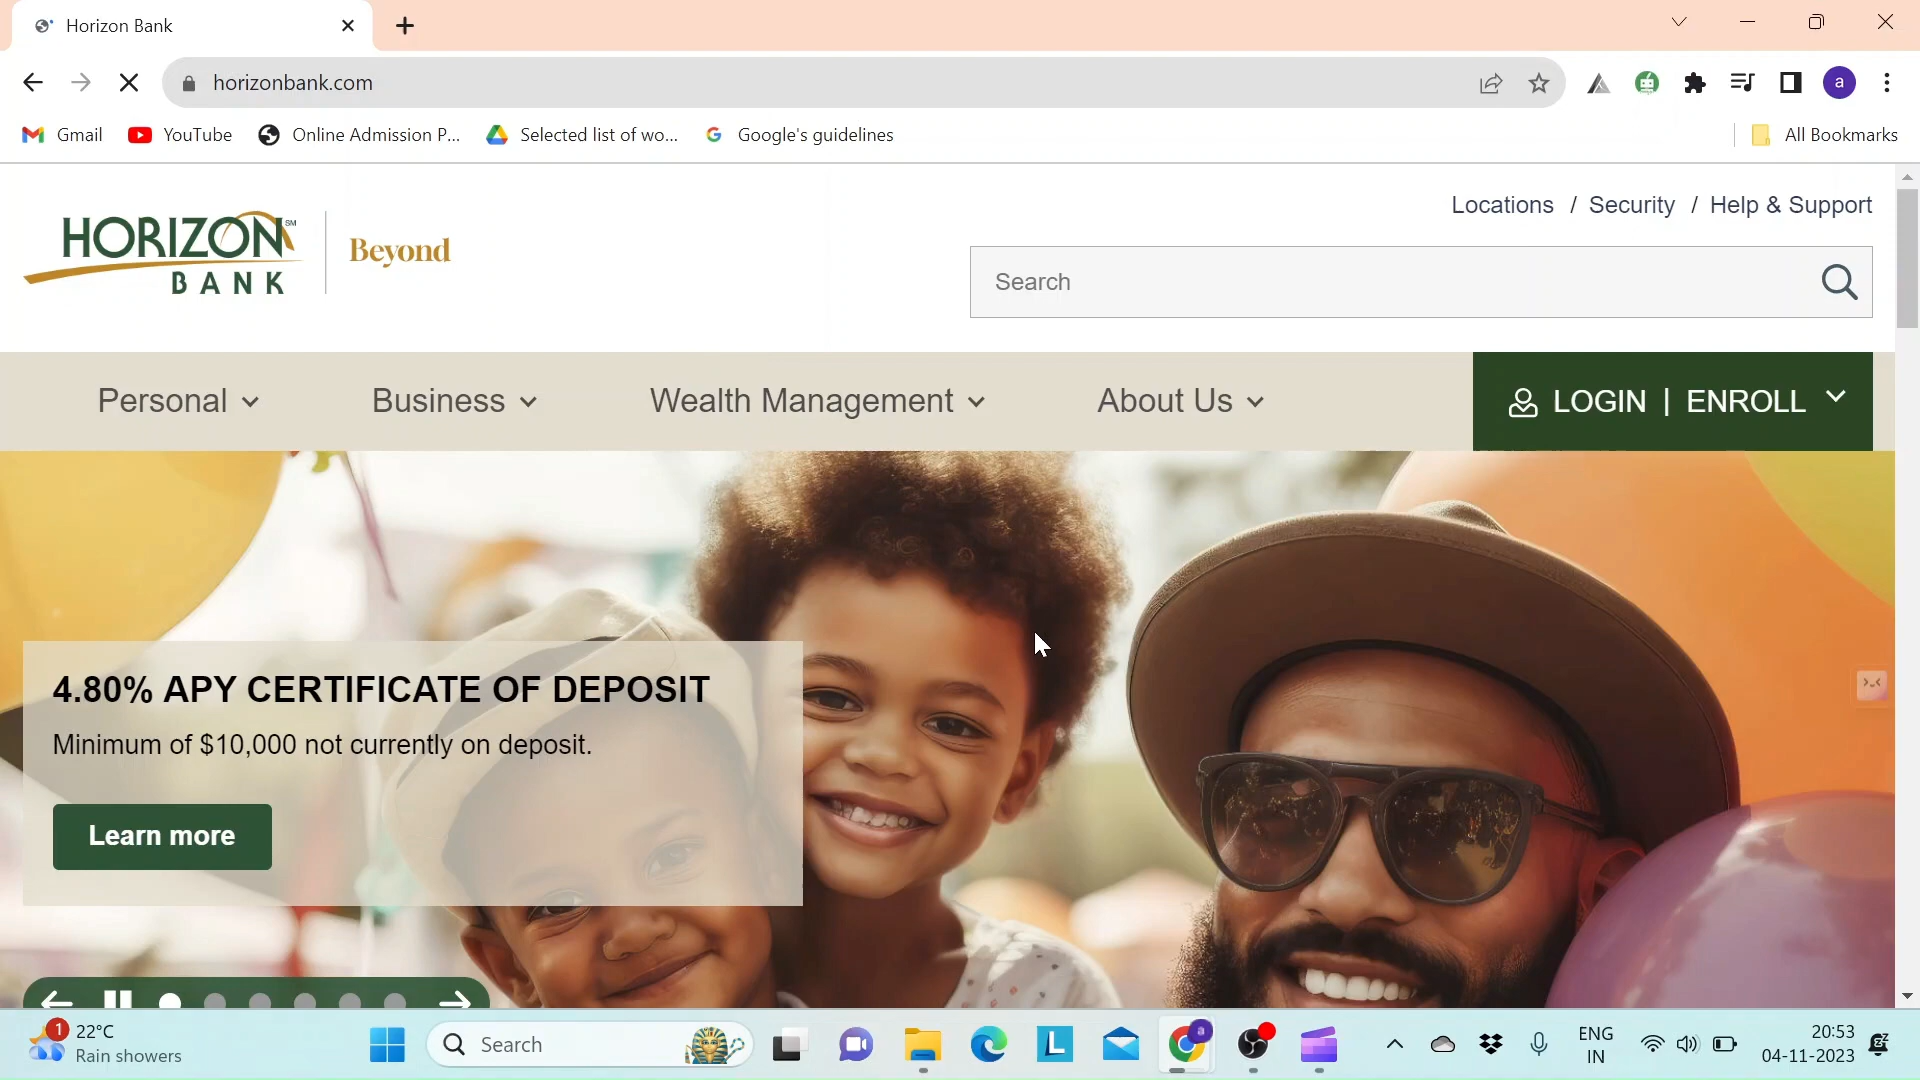 Horizon Bank
horizonbank.com
a
Gmail
YouTube
Online Admission P...
Selected list of wo...
Google's guidelines
All Bookmarks
HORIZON SM
BANK
Beyond
Locations / Security / Help & Support
Search
Personal
Business
Wealth Management
About Us
LOGIN | ENROLL
4.80% APY CERTIFICATE OF DEPOSIT
Minimum of $10,000 not currently on deposit.
Learn more
1
22°C
Rain showers
Search
L
a
ENG
IN
20:53
04-11-2023